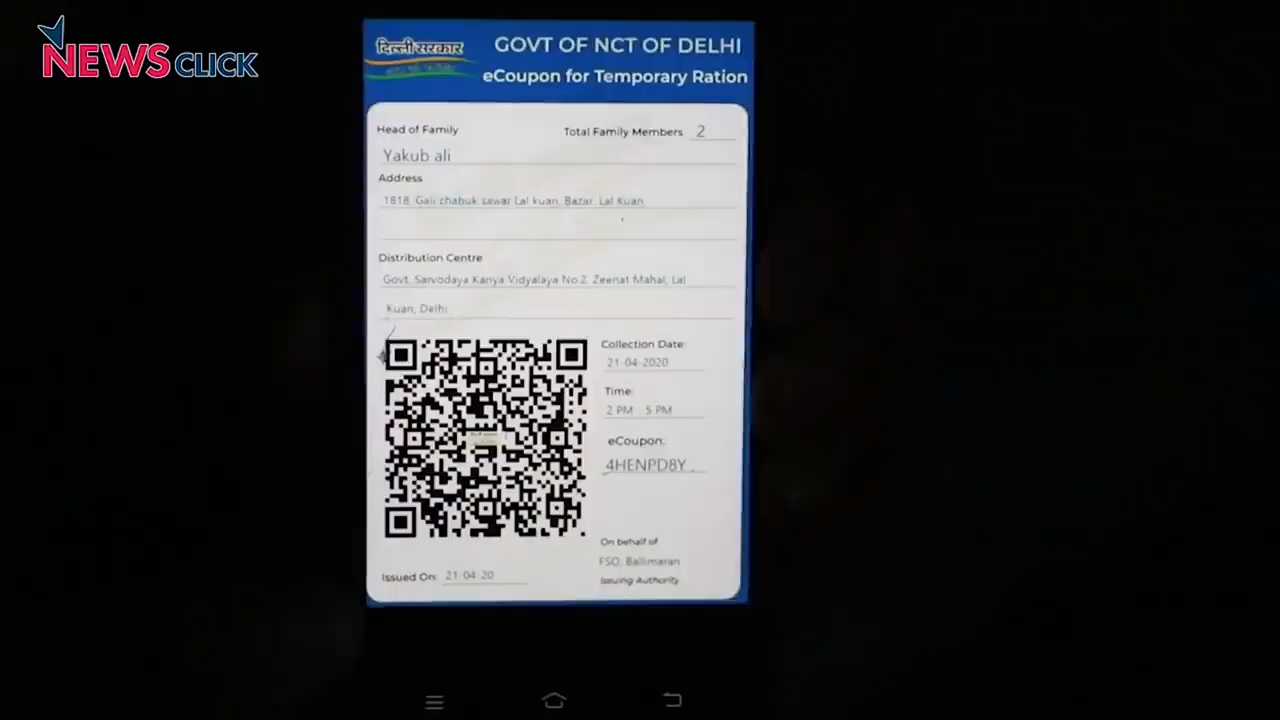 NEWSCLICK
दिल्ली सरकार
GOVT OF NCT OF DELHI
eCoupon for Temporary Ration
Head of Family
Total Family Members 2
Yakub ali
Address
1818, Gali chabuk sawar Lal kuan, Bazar, Lal Kuan,
Distribution Centre
Govt. Sarvodaya Kanya Vidyalaya No.2, Zeenat Mahal, Lal
Kuan, Delhi
Collection Date:
21-04-2020
Time:
2 PM - 5 PM
eCoupon:
4HENPD8Y
On behalf of
FSO, Ballimaran
Issuing Authority
Issued On: 21-04-20